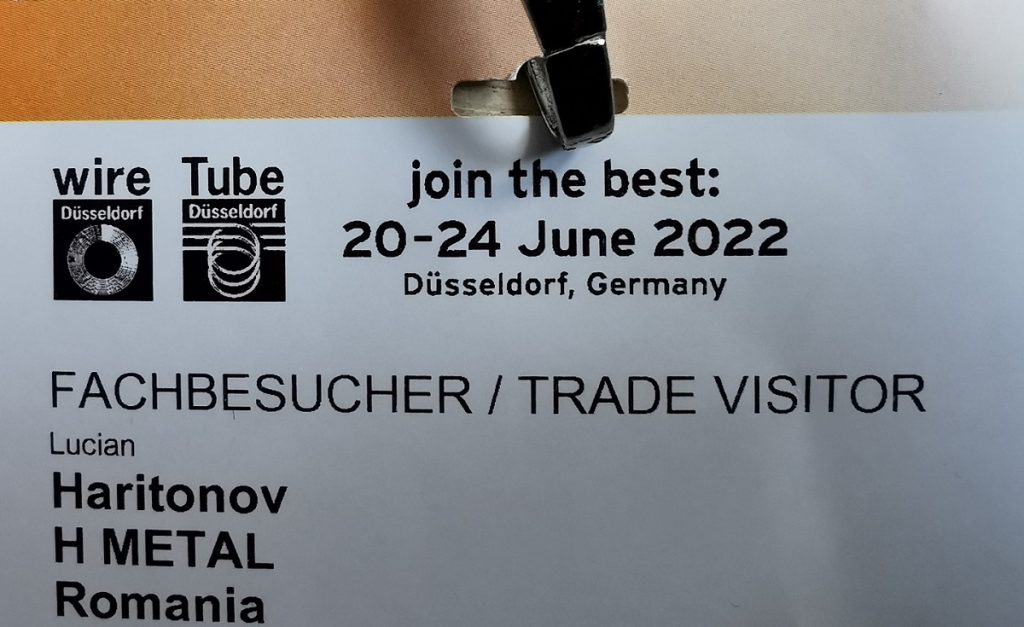 wire Tube
Düsseldorf Düsseldorf
join the best:
20-24 June 2022
Düsseldorf, Germany
FACHBESUCHER / TRADE VISITOR
Lucian
Haritonov
H METAL
Romania